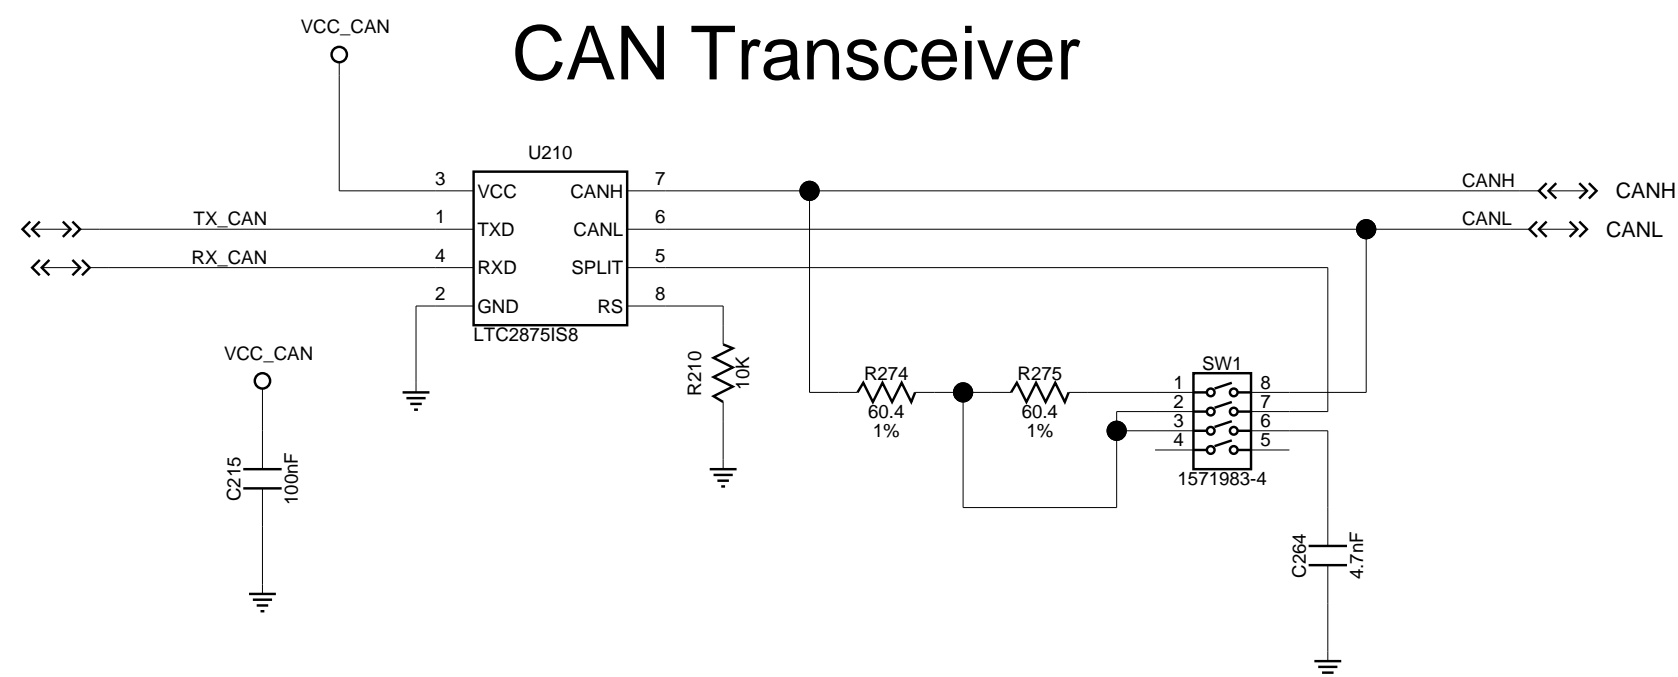 CAN Transceiver
VCC_CAN
U210
3 VCC CANH 7 CANH CANH
TX_CAN 1 TXD CANL 6 CANL CANL
RX_CAN 4 RXD SPLIT 5
2 GND RS 8
LTC2875IS8
VCC_CAN
R210 10K
R274
60.4
1%
R275
60.4
1%
SW1
1 8
2 7
3 6
4 5
1571983-4
C215 100nF
C264 4.7nF